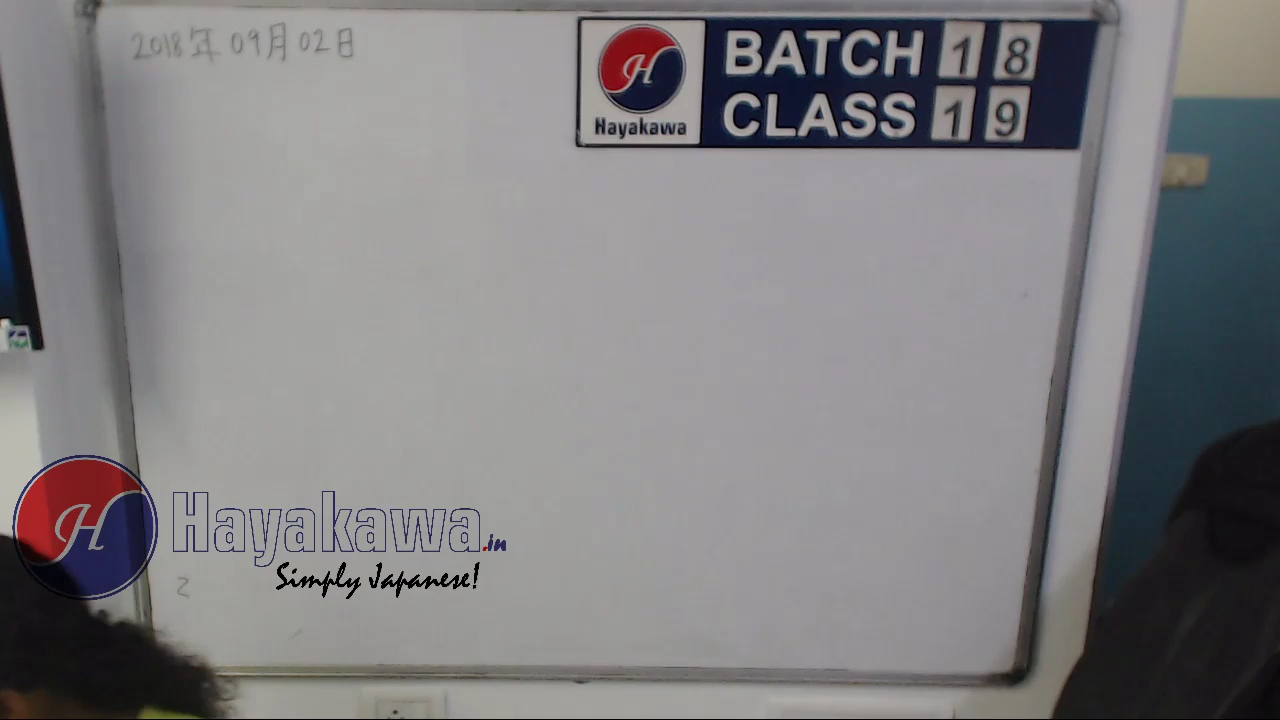 2018年09月02日
BATCH 18
CLASS 19
H
Hayakawa
H
Hayakawa.in
Simply Japanese!
2